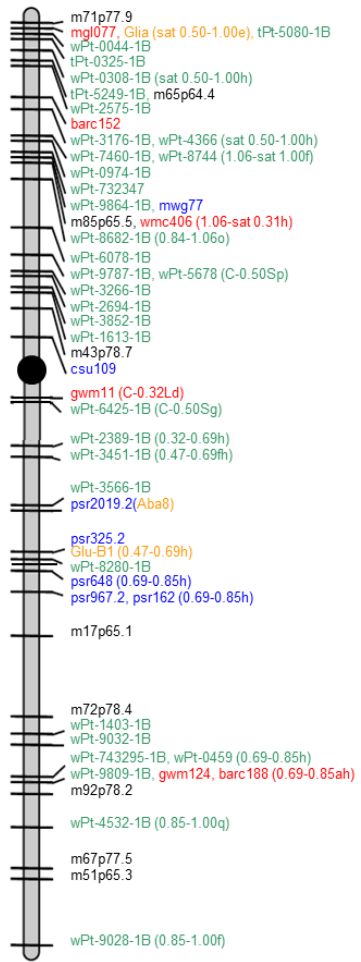 m71p77.9
mgl077, Glia (sat 0.50-1.00e), tPt-5080-1B
wPt-0044-1B
tPt-0325-1B
wPt-0308-1B (sat 0.50-1.00h)
tPt-5249-1B, m65p64.4
wPt-2575-1B
barc152
wPt-3176-1B, wPt-4366 (sat 0.50-1.00h)
wPt-7460-1B, wPt-8744 (1.06-sat 1.00f)
wPt-0974-1B
wPt-732347
wPt-9864-1B, mwg77
m85p65.5, wmc406 (1.06-sat 0.31h)
wPt-8682-1B (0.84-1.06o)
wPt-6078-1B
wPt-9787-1B, wPt-5678 (C-0.50Sp)
wPt-3266-1B
wPt-2694-1B
wPt-3852-1B
wPt-1613-1B
m43p78.7
csu109
gwm11 (C-0.32Ld)
wPt-6425-1B (C-0.50Sg)
wPt-2389-1B (0.32-0.69h)
wPt-3451-1B (0.47-0.69fh)
wPt-3566-1B
psr2019.2(Aba8)
psr325.2
Glu-B1 (0.47-0.69h)
wPt-8280-1B
psr648 (0.69-0.85h)
psr967.2, psr162 (0.69-0.85h)
m17p65.1
m72p78.4
wPt-1403-1B
wPt-9032-1B
wPt-743295-1B, wPt-0459 (0.69-0.85h)
wPt-9809-1B, gwm124, barc188 (0.69-0.85ah)
m92p78.2
wPt-4532-1B (0.85-1.00q)
m67p77.5
m51p65.3
wPt-9028-1B (0.85-1.00f)